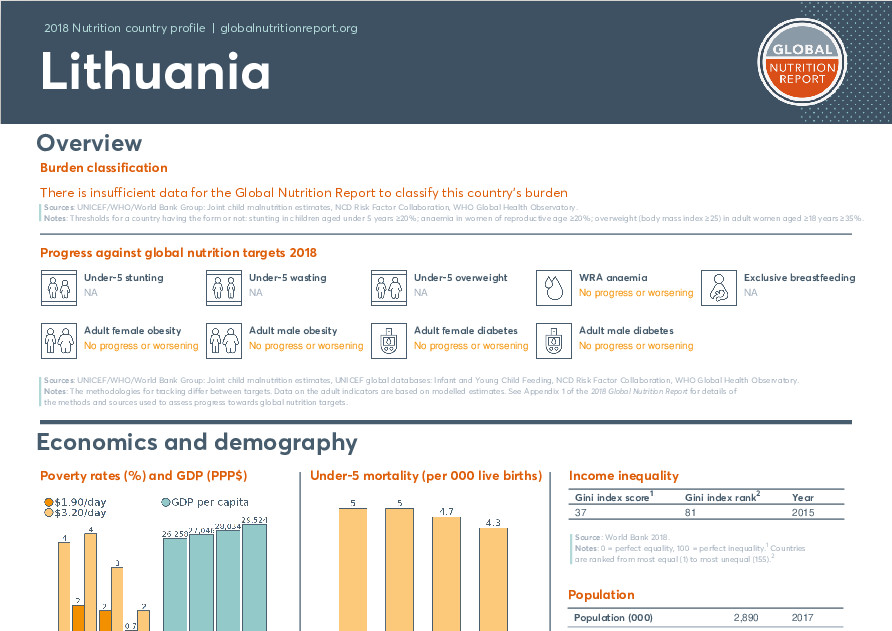 2018 Nutrition country profile | globalnutritionreport.org
Lithuania
GLOBAL
NUTRITION
REPORT
Overview
Burden classification
There is insufficient data for the Global Nutrition Report to classify this country's burden
Sources: UNICEF/WHO/World Bank Group: Joint child malnutrition estimates, NCD Risk Factor Collaboration, WHO Global Health Observatory.
Notes: Thresholds for a country having the form or not: stunting in children aged under 5 years ≥20%; anaemia in women of reproductive age ≥20%; overweight (body mass index ≥25) in adult women aged ≥18 years ≥35%.
Progress against global nutrition targets 2018
Under-5 stunting
NA
Under-5 wasting
NA
Under-5 overweight
NA
WRA anaemia
No progress or worsening
Exclusive breastfeeding
NA
Adult female obesity
No progress or worsening
Adult male obesity
No progress or worsening
Adult female diabetes
No progress or worsening
Adult male diabetes
No progress or worsening
Sources: UNICEF/WHO/World Bank Group: Joint child malnutrition estimates, UNICEF global databases: Infant and Young Child Feeding, NCD Risk Factor Collaboration, WHO Global Health Observatory.
Notes: The methodologies for tracking differ between targets. Data on the adult indicators are based on modelled estimates. See Appendix 1 of the 2018 Global Nutrition Report for details of
the methods and sources used to assess progress towards global nutrition targets.
Economics and demography
Poverty rates (%) and GDP (PPP$)
$1.90/day
$3.20/day
GDP per capita
4
2
4
2
3
0.7
2
26 258
27,046
28,034
29,524
Under-5 mortality (per 000 live births)
5
5
4.7
4.3
Income inequality
Gini index score1 Gini index rank2 Year
37 81 2015
Source: World Bank 2018.
Notes: 0 = perfect equality, 100 = perfect inequality.1 Countries
are ranked from most equal (1) to most unequal (155).2
Population
Population (000) 2,890 2017